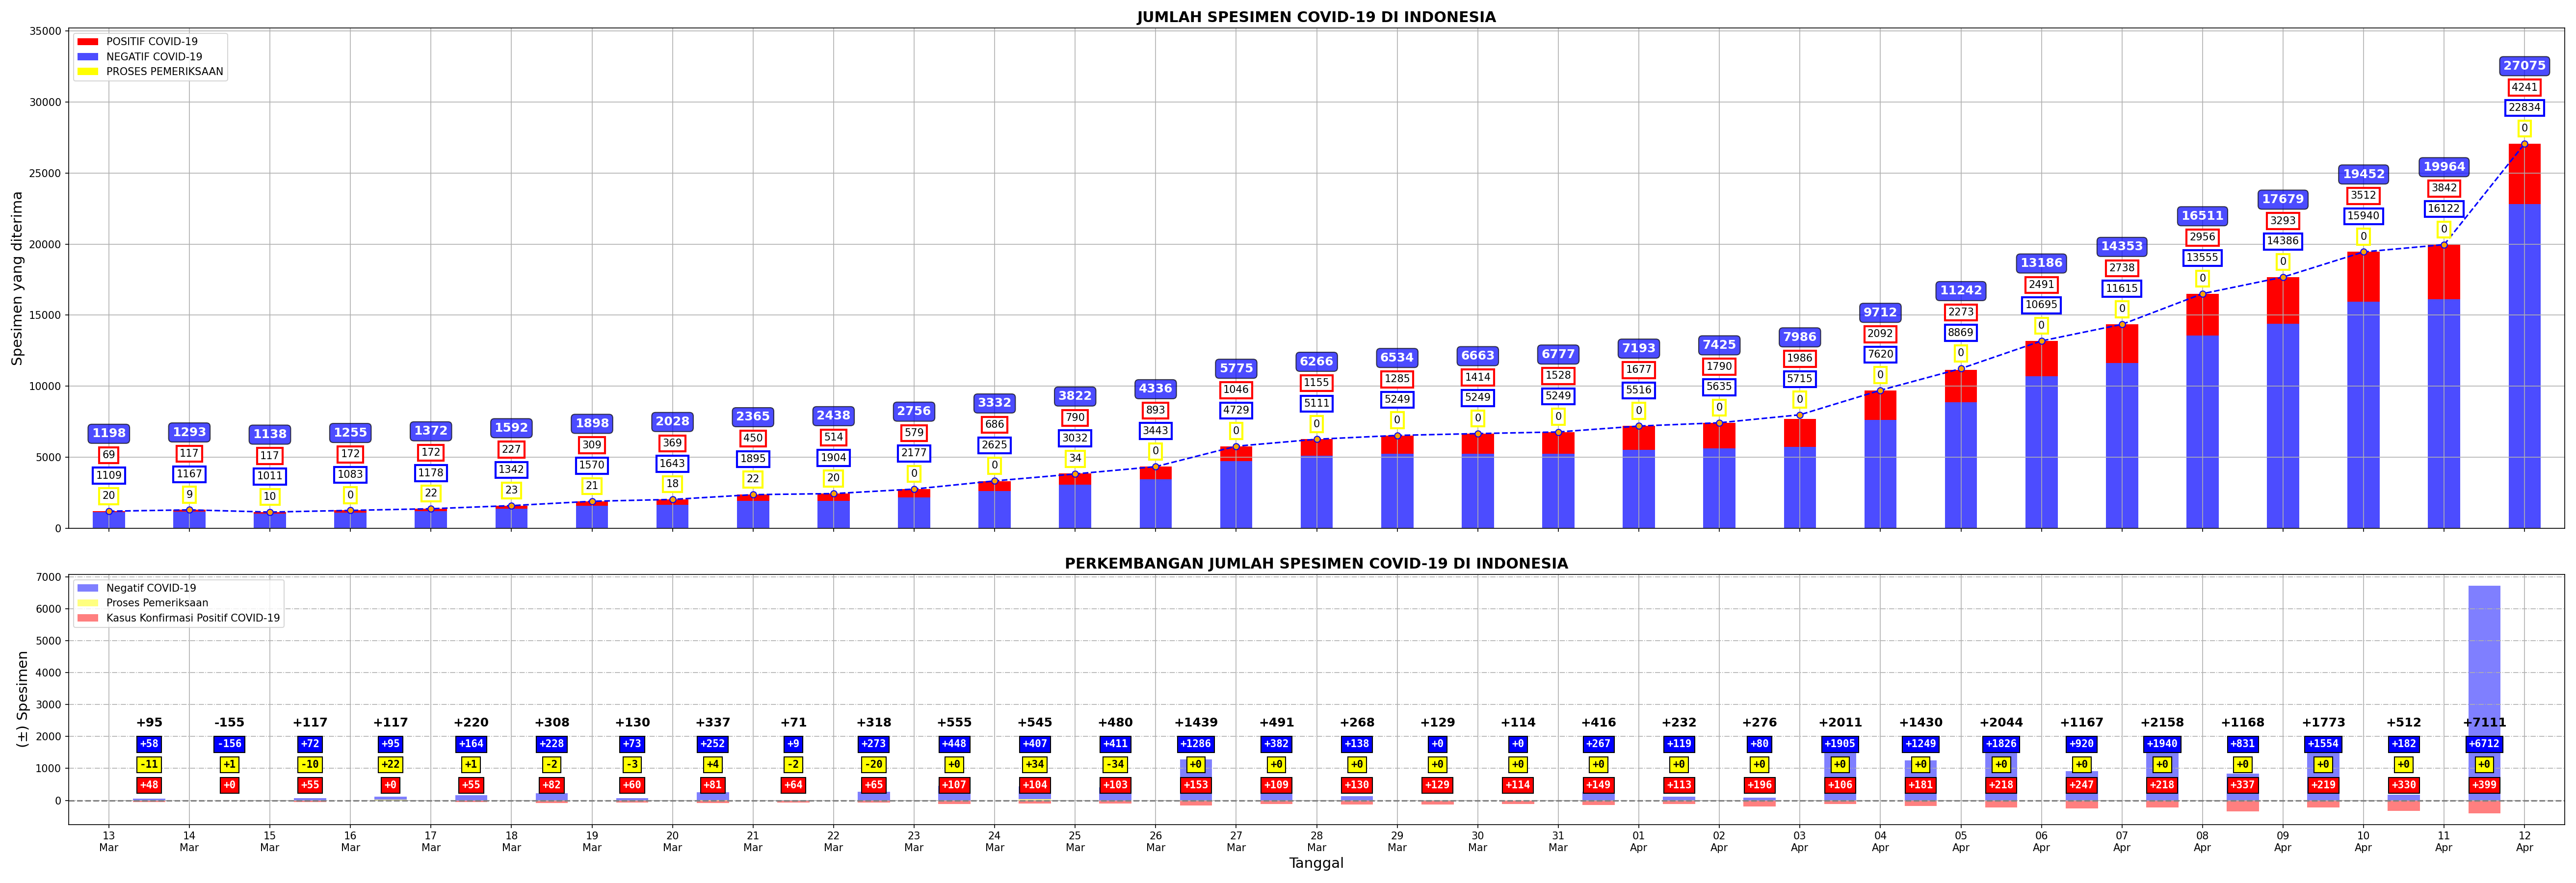 JUMLAH SPESIMEN COVID-19 DI INDONESIA
POSITIF COVID-19
NEGATIF COVID-19
PROSES PEMERIKSAAN
Spesimen yang diterima
35000
30000
25000
20000
15000
10000
5000
0
1198 1293 1138 1255 1372 1592 1898 2028 2365 2438 2756 3332 3822 4336 5775 6266 6534 6663 6777 7193 7425 7986 9712 11242 13186 14353 16511 17679 19452 19964 27075
69 117 117 172 172 227 309 369 450 514 579 686 790 893 1046 1155 1285 1414 1528 1677 1790 1986 2092 2273 2491 2738 2956 3293 3512 3842 4241
1109 1167 1011 1083 1178 1342 1570 1643 1895 1904 2177 2625 3032 3443 4729 5111 5249 5249 5249 5516 5635 5715 7620 8869 10695 11615 13555 14386 15940 16122 22834
20 9 10 0 22 23 21 18 22 20 0 0 34 0 0 0 0 0 0 0 0 0 0 0 0 0 0 0 0 0 0
PERKEMBANGAN JUMLAH SPESIMEN COVID-19 DI INDONESIA
Negatif COVID-19
Proses Pemeriksaan
Kasus Konfirmasi Positif COVID-19
(±) Spesimen
7000
6000
5000
4000
3000
2000
1000
0
+95 -155 +117 +117 +220 +308 +130 +337 +71 +318 +555 +545 +480 +1439 +491 +268 +129 +114 +416 +232 +276 +2011 +1430 +2044 +1167 +2158 +1168 +1773 +512 +7111
+58 -156 +72 +95 +164 +228 +73 +252 +9 +273 +448 +407 +411 +1286 +382 +138 +0 +0 +267 +119 +80 +1905 +1249 +1826 +920 +1940 +831 +1554 +182 +6712
-11 +1 -10 +22 +1 -2 -3 +4 -2 -20 +0 +34 -34 +0 +0 +0 +0 +0 +0 +0 +0 +0 +0 +0 +0 +0 +0 +0 +0 +0
+48 +0 +55 +0 +55 +82 +60 +81 +64 +65 +107 +104 +103 +153 +109 +130 +129 +114 +149 +113 +196 +106 +181 +218 +247 +218 +337 +219 +330 +399
13 14 15 16 17 18 19 20 21 22 23 24 25 26 27 28 29 30 31 01 02 03 04 05 06 07 08 09 10 11 12
Mar Mar Mar Mar Mar Mar Mar Mar Mar Mar Mar Mar Mar Mar Mar Mar Mar Mar Mar Apr Apr Apr Apr Apr Apr Apr Apr Apr Apr Apr Apr
Tanggal